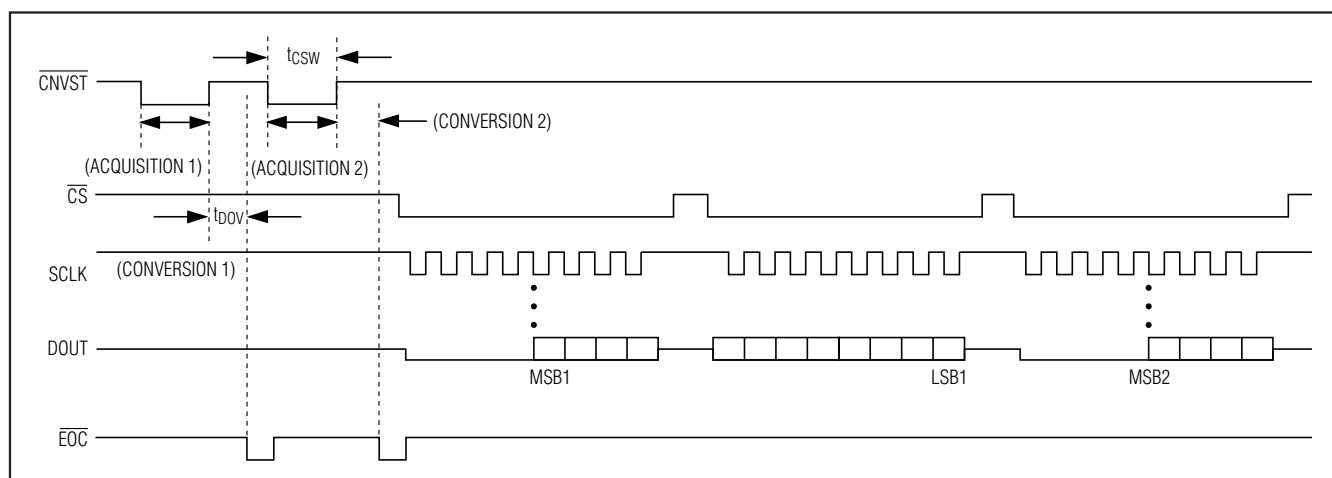 tCSW
CNVST
(CONVERSION 2)
(ACQUISITION 1)
(ACQUISITION 2)
CS
tDOV
(CONVERSION 1)
SCLK
DOUT
MSB1
LSB1
MSB2
EOC